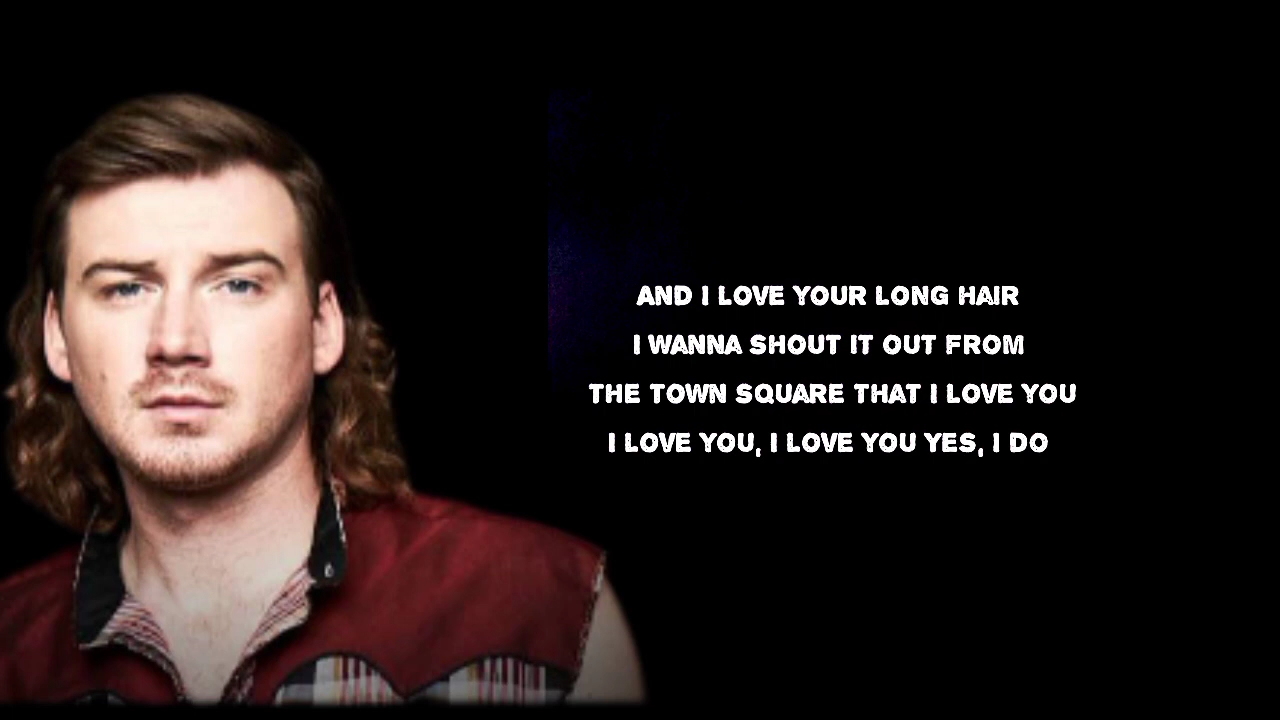 AND I LOVE YOUR LONG HAIR
I WANNA SHOUT IT OUT FROM
THE TOWN SQUARE THAT I LOVE YOU
I LOVE YOU, I LOVE YOU YES, I DO